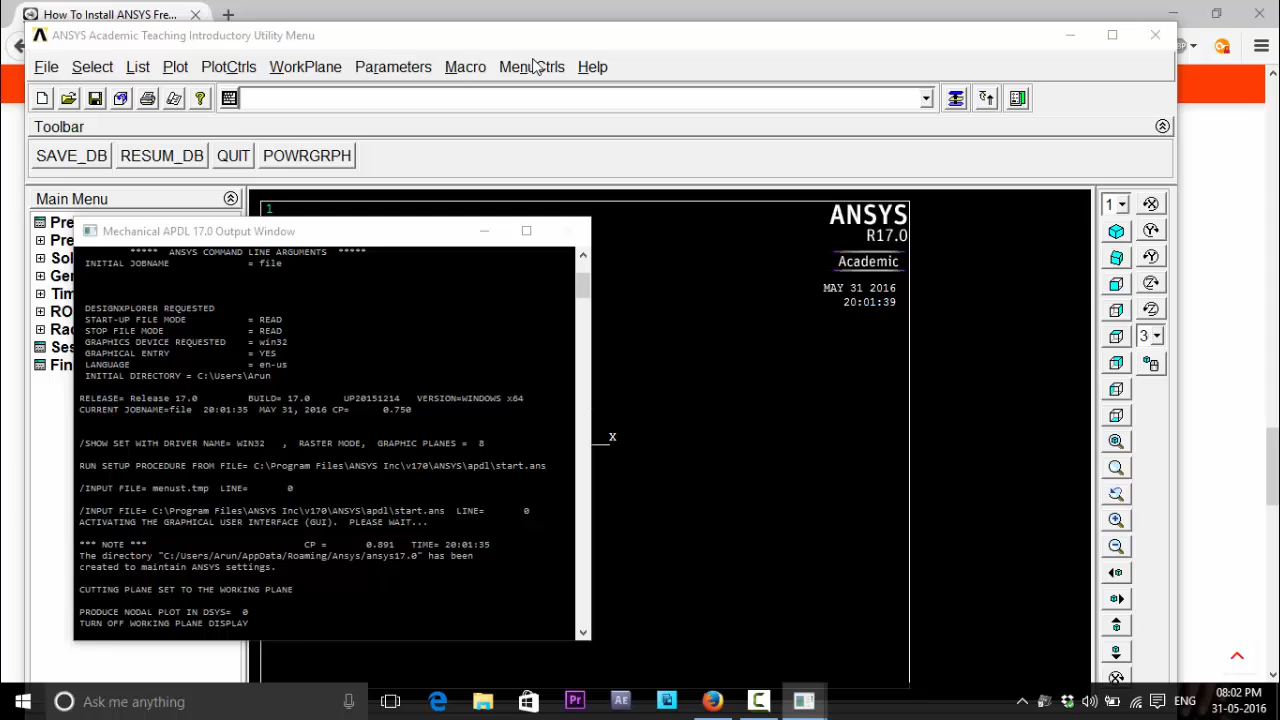 How To Install ANSYS Fre...
ANSYS Academic Teaching Introductory Utility Menu
File Select List Plot PlotCtrls WorkPlane Parameters Macro MenuCtrls Help
Toolbar
SAVE_DB RESUM_DB QUIT POWRGRPH
Main Menu
1
ANSYS
R17.0
Academic
MAY 31 2016
20:01:39
1
3
X
Mechanical APDL 17.0 Output Window
***** ANSYS COMMAND LINE ARGUMENTS *****
INITIAL JOBNAME = file
DESIGNXPLORER REQUESTED
START-UP FILE MODE = READ
STOP FILE MODE = READ
GRAPHICS DEVICE REQUESTED = win32
GRAPHICAL ENTRY = YES
LANGUAGE = en-us
INITIAL DIRECTORY = C:\Users\Arun
RELEASE= Release 17.0 BUILD= 17.0 UP20151214 VERSION=WINDOWS x64
CURRENT JOBNAME=file 20:01:35 MAY 31, 2016 CP= 0.750
/SHOW SET WITH DRIVER NAME= WIN32 , RASTER MODE, GRAPHIC PLANES = 8
RUN SETUP PROCEDURE FROM FILE= C:\Program Files\ANSYS Inc\v170\ANSYS\apdl\start.ans
/INPUT FILE= menust.tmp LINE= 0
/INPUT FILE= C:\Program Files\ANSYS Inc\v170\ANSYS\apdl\start.ans LINE= 0
ACTIVATING THE GRAPHICAL USER INTERFACE (GUI). PLEASE WAIT...
*** NOTE *** CP = 0.891 TIME= 20:01:35
The directory "C:/Users/Arun/AppData/Roaming/Ansys/ansys17.0" has been
created to maintain ANSYS settings.
CUTTING PLANE SET TO THE WORKING PLANE
PRODUCE NODAL PLOT IN DSYS= 0
TURN OFF WORKING PLANE DISPLAY
Ask me anything
Pr
AE
ENG
08:02 PM
31-05-2016